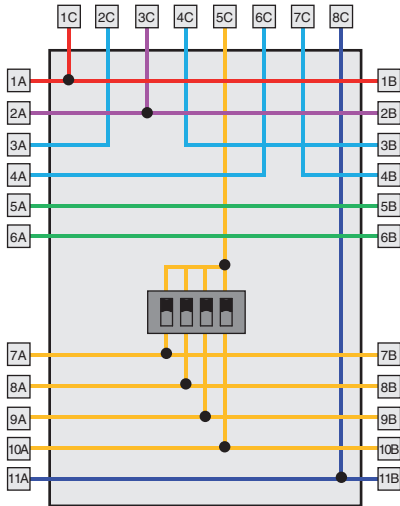 1C 2C 3C 4C 5C 6C 7C 8C
1A 1B
2A 2B
3A 3B
4A 4B
5A 5B
6A 6B
7A 7B
8A 8B
9A 9B
10A 10B
11A 11B